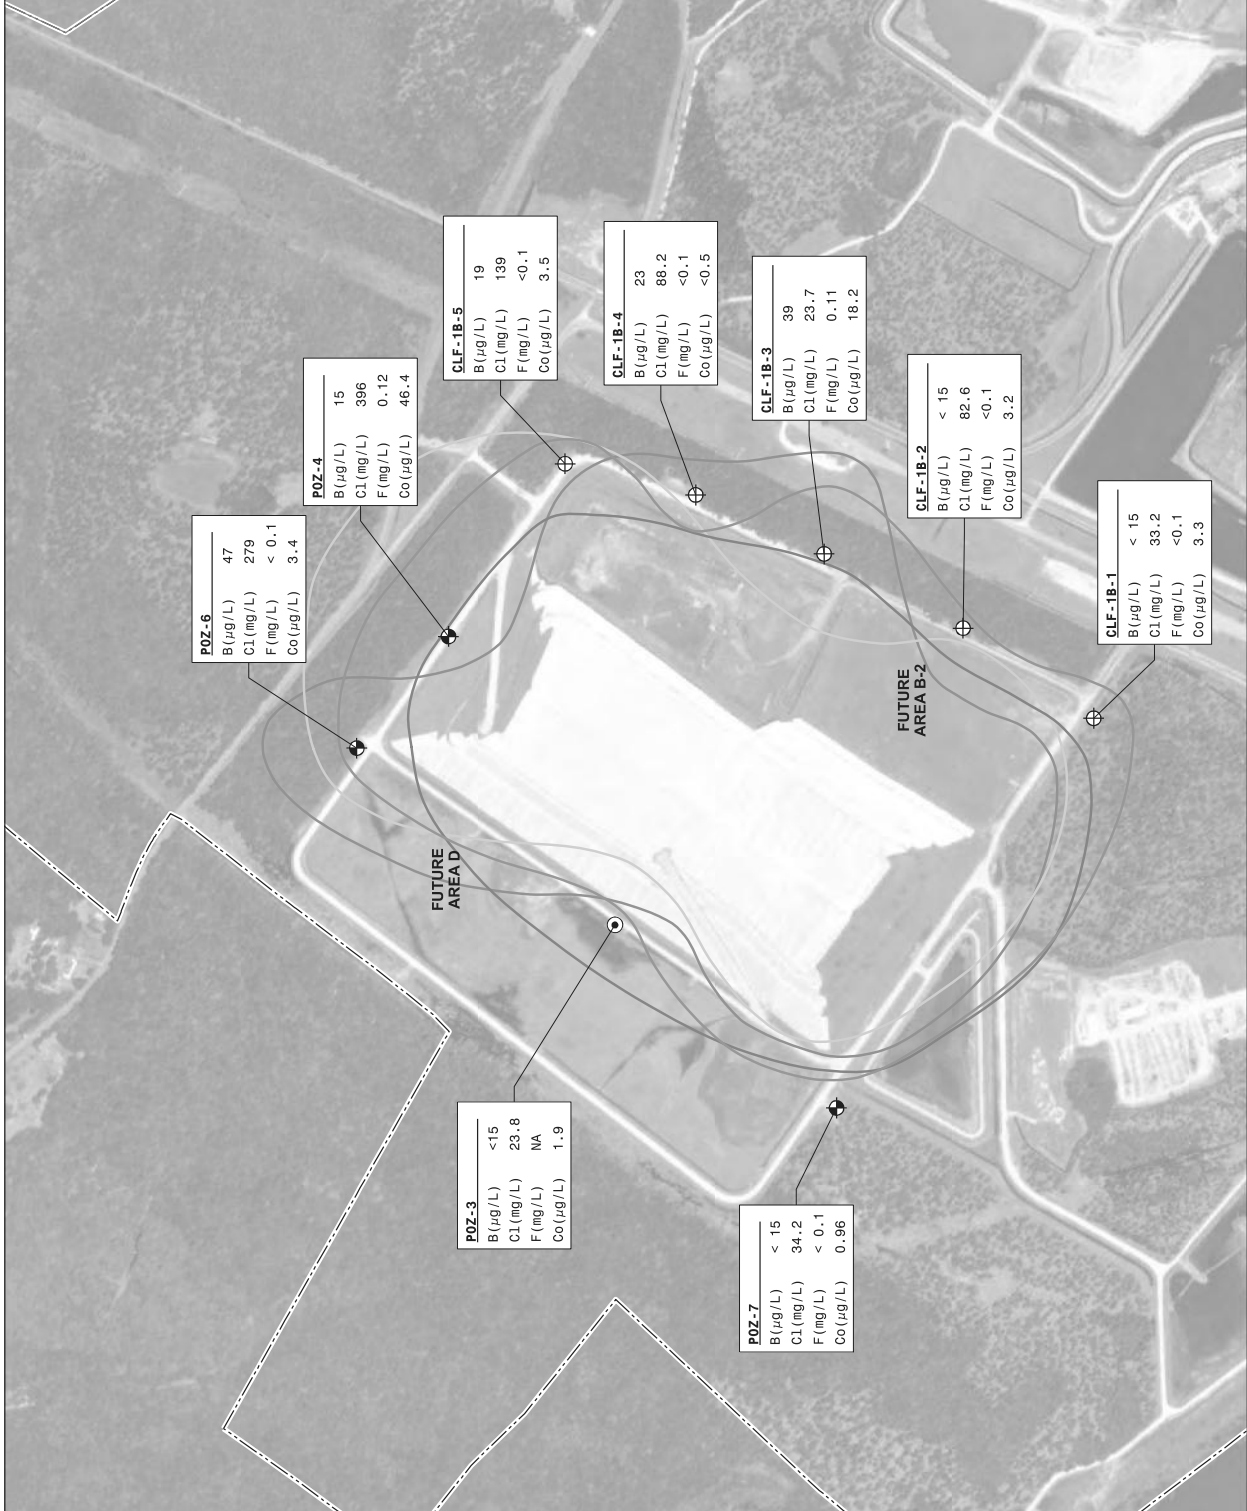 POZ-6
B(µg/L) 47
Cl(mg/L) 279
F(mg/L) < 0.1
Co(µg/L) 3.4
POZ-4
B(µg/L) 15
Cl(mg/L) 396
F(mg/L) 0.12
Co(µg/L) 46.4
CLF-1B-5
B(µg/L) 19
Cl(mg/L) 139
F(mg/L) <0.1
Co(µg/L) 3.5
CLF-1B-4
B(µg/L) 23
Cl(mg/L) 88.2
F(mg/L) <0.1
Co(µg/L) <0.5
CLF-1B-3
B(µg/L) 39
Cl(mg/L) 23.7
F(mg/L) 0.11
Co(µg/L) 18.2
CLF-1B-2
B(µg/L) < 15
Cl(mg/L) 82.6
F(mg/L) <0.1
Co(µg/L) 3.2
CLF-1B-1
B(µg/L) < 15
Cl(mg/L) 33.2
F(mg/L) <0.1
Co(µg/L) 3.3
FUTURE
AREA D
FUTURE
AREA B-2
POZ-3
B(µg/L) <15
Cl(mg/L) 23.8
F(mg/L) NA
Co(µg/L) 1.9
POZ-7
B(µg/L) < 15
Cl(mg/L) 34.2
F(mg/L) < 0.1
Co(µg/L) 0.96